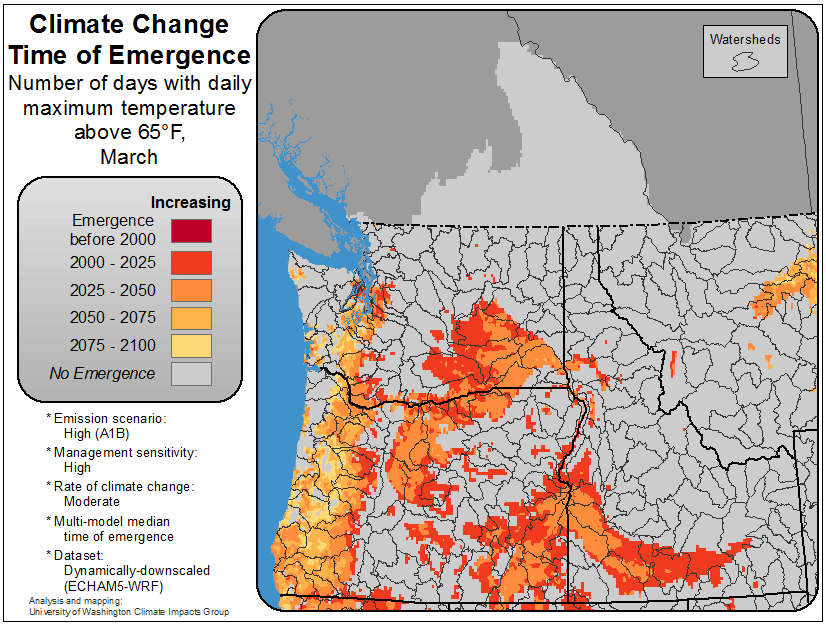 Climate Change
Time of Emergence
Number of days with daily
maximum temperature
above 65°F,
March
Watersheds
Increasing
Emergence
before 2000
2000 - 2025
2025 - 2050
2050 - 2075
2075 - 2100
No Emergence
* Emission scenario:
High (A1B)
* Management sensitivity:
High
* Rate of climate change:
Moderate
* Multi-model median
time of emergence
* Dataset:
Dynamically-downscaled
(ECHAM5-WRF)
Analysis and mapping:
University of Washington Climate Impacts Group